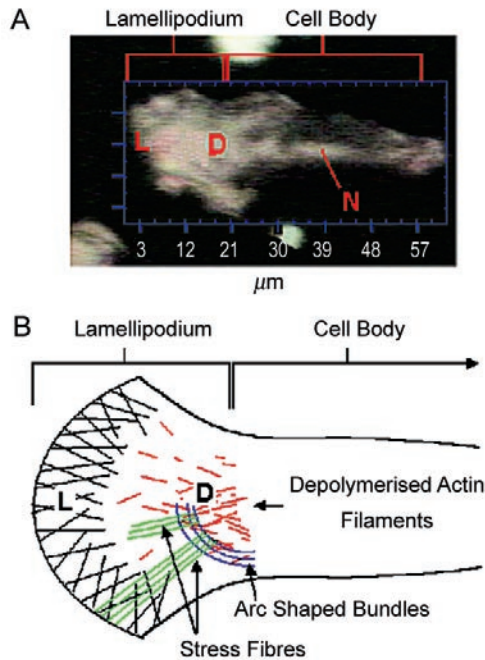 A
Lamellipodium Cell Body
L D
N
3 12 21 30 39 48 57
μm
B
Lamellipodium Cell Body
L D
Depolymerised Actin
Filaments
Arc Shaped Bundles
Stress Fibres